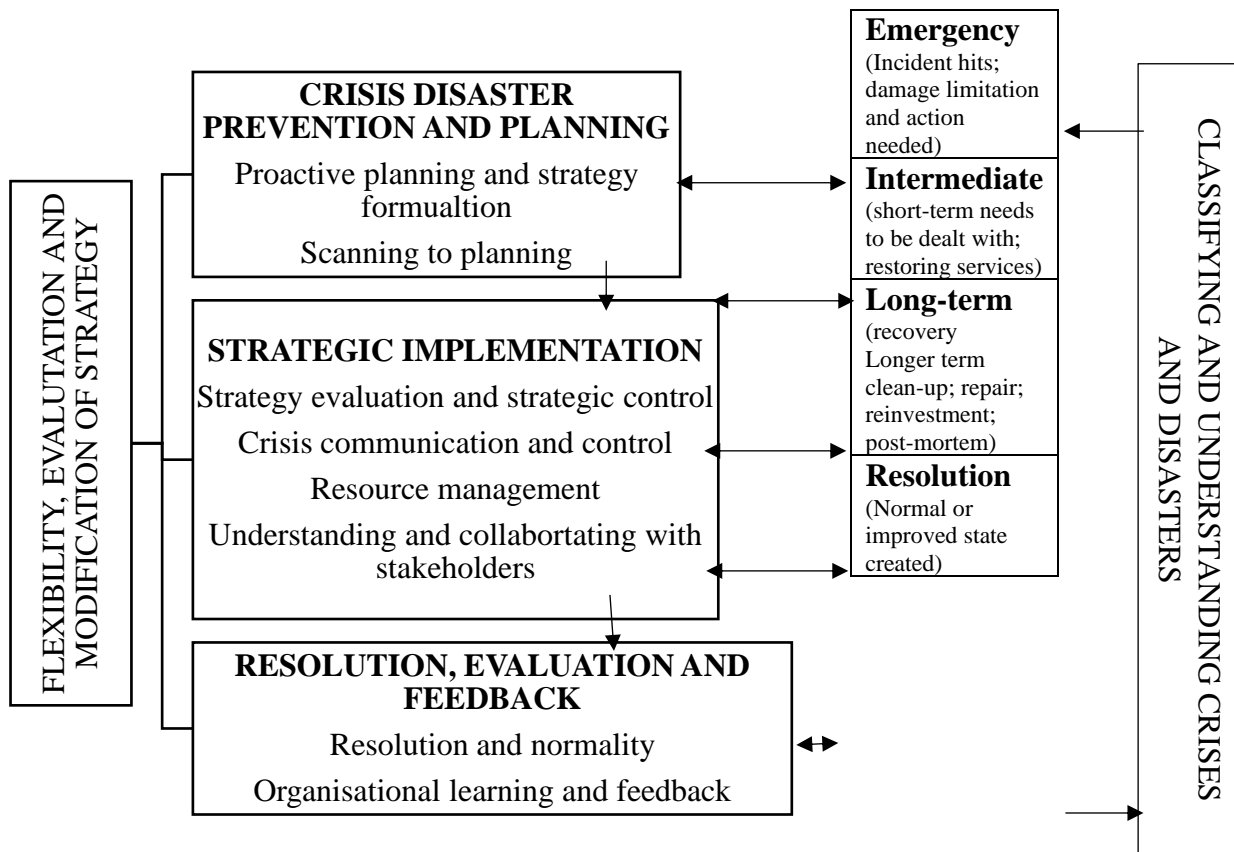 FLEXIBILITY, EVALUTATION AND
MODIFICATION OF STRATEGY
CRISIS DISASTER
PREVENTION AND PLANNING
Proactive planning and strategy
formualtion
Scanning to planning
STRATEGIC IMPLEMENTATION
Strategy evaluation and strategic control
Crisis communication and control
Resource management
Understanding and collabortating with
stakeholders
RESOLUTION, EVALUATION AND
FEEDBACK
Resolution and normality
Organisational learning and feedback
Emergency
(Incident hits;
damage limitation
and action
needed)
Intermediate
(short-term needs
to be dealt with;
restoring services)
Long-term
(recovery
Longer term
clean-up; repair;
reinvestment;
post-mortem)
Resolution
(Normal or
improved state
created)
CLASSIFYING AND UNDERSTANDING CRISES
AND DISASTERS